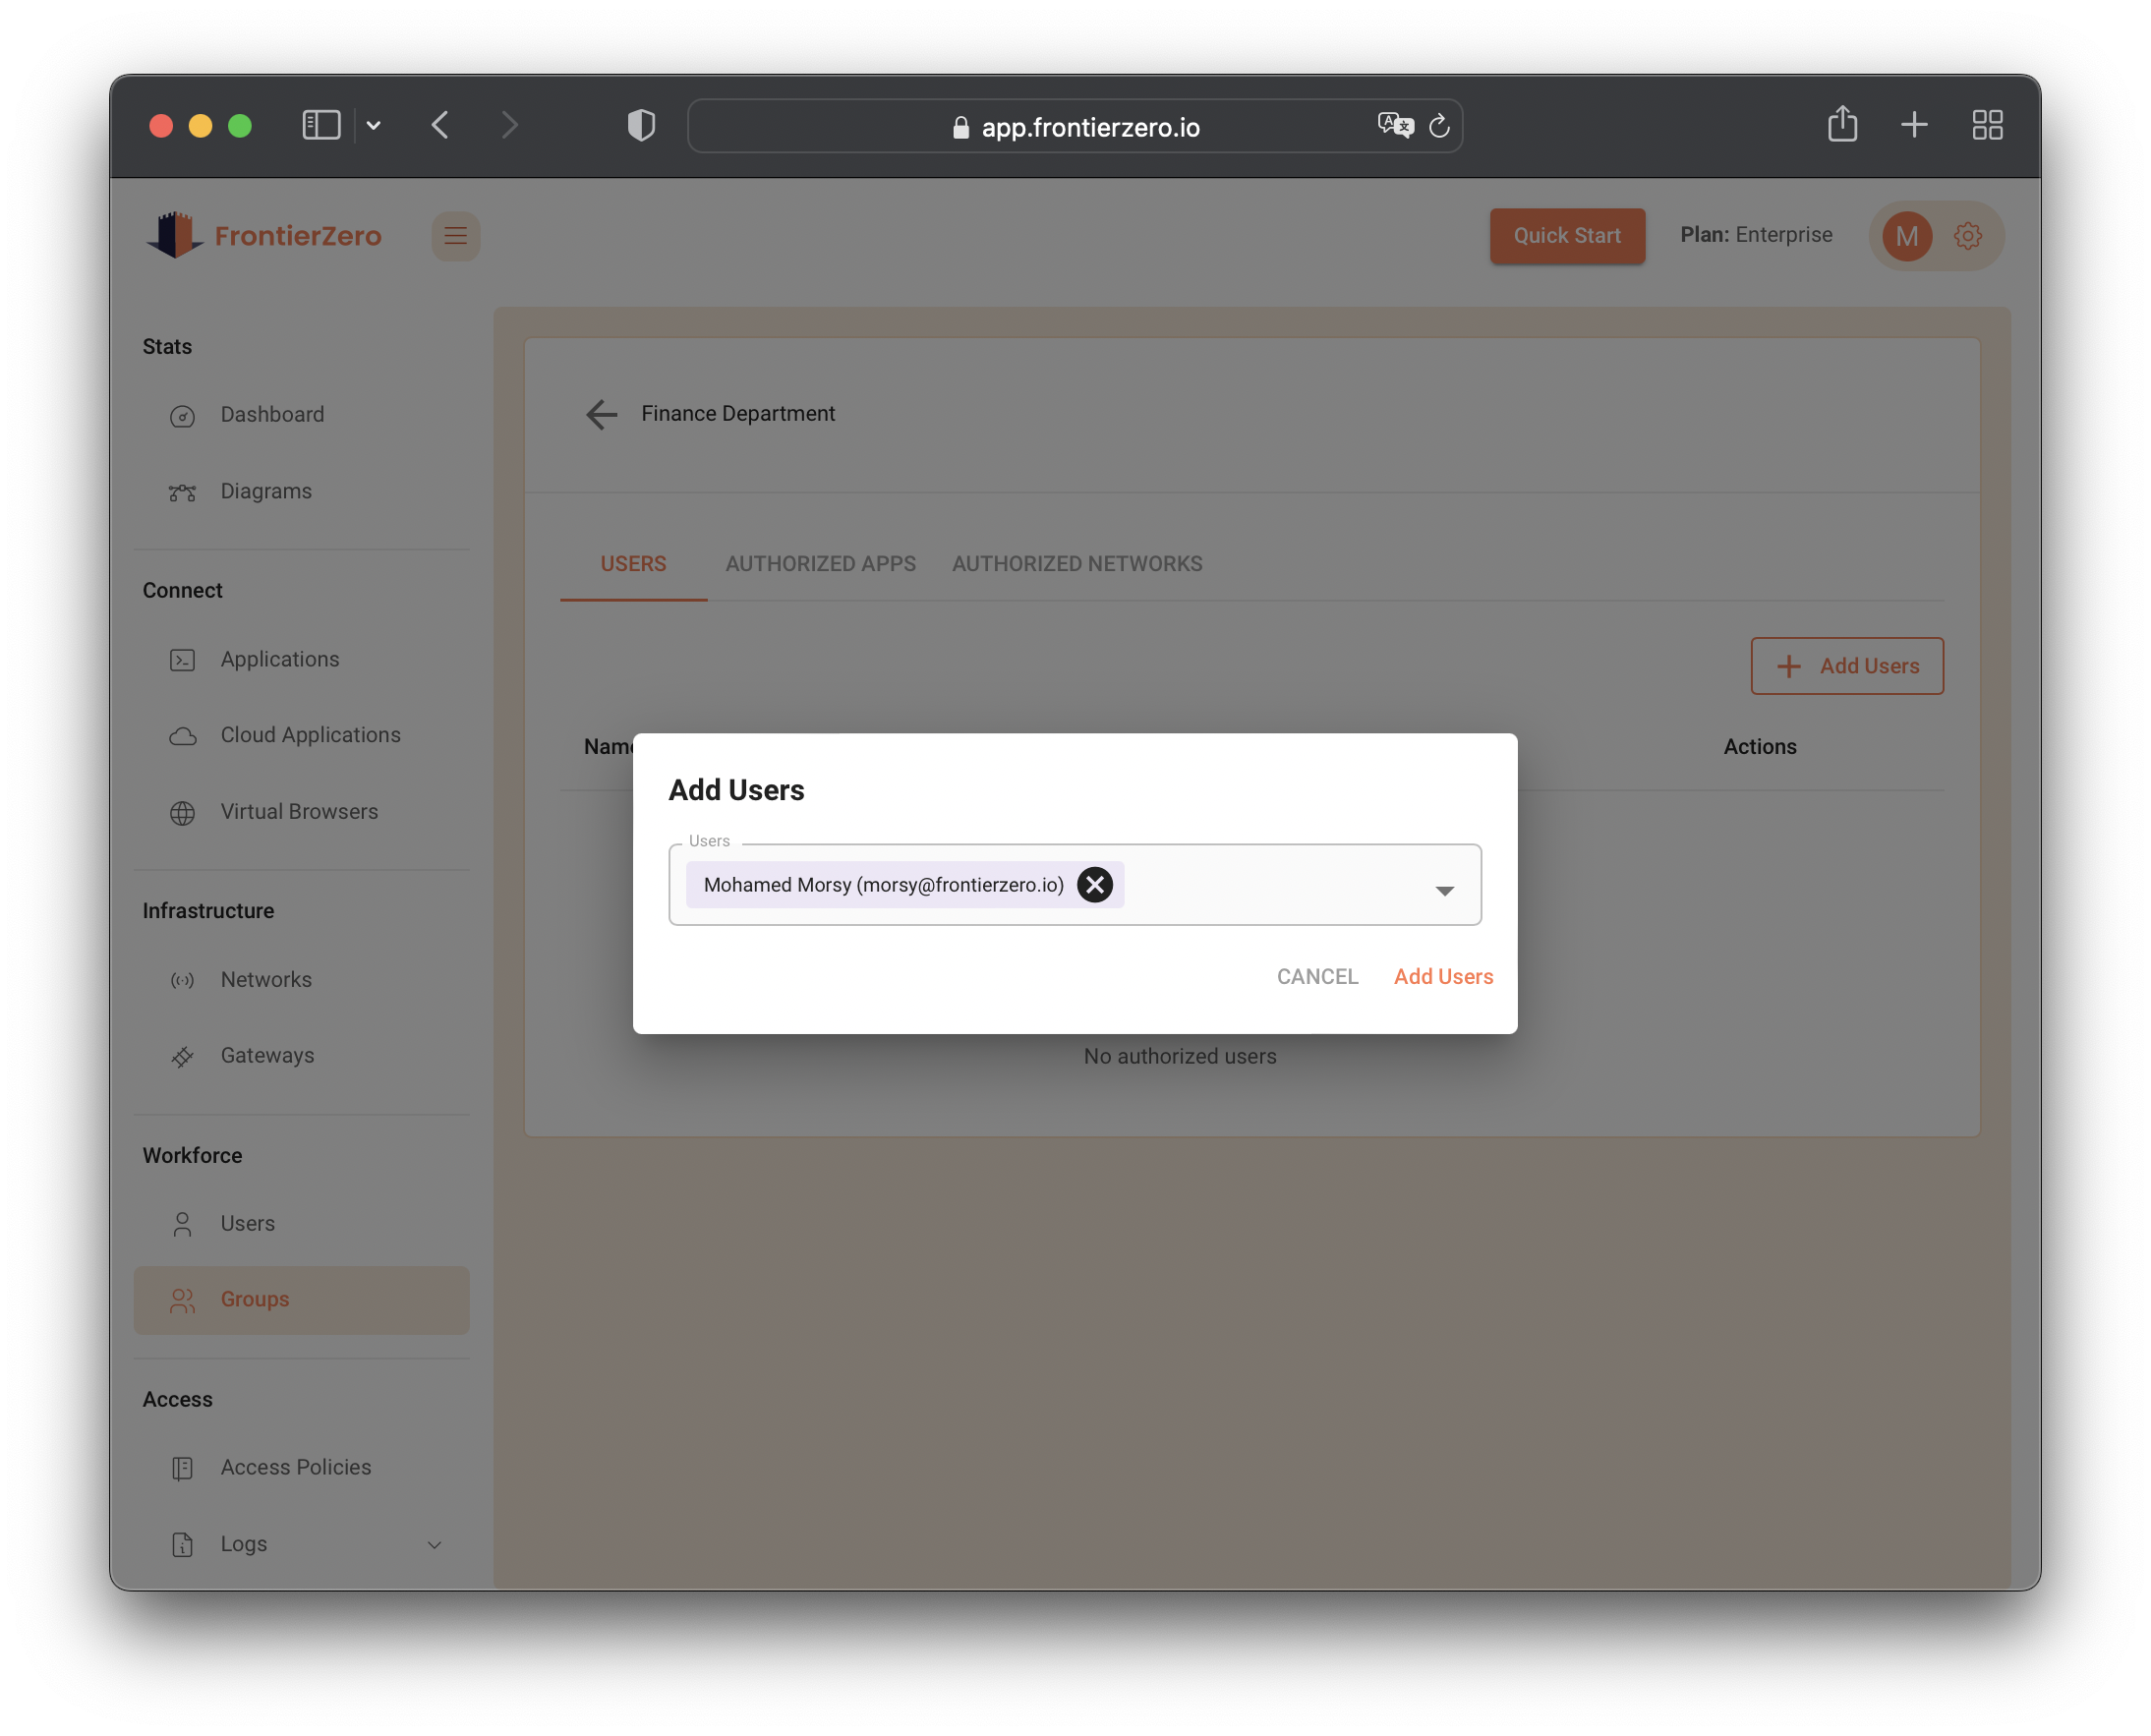 app.frontierzero.io
FrontierZero
Quick Start
Plan: Enterprise
M
Stats
Dashboard
Diagrams
Connect
Applications
Cloud Applications
Virtual Browsers
Infrastructure
Networks
Gateways
Workforce
Users
Groups
Access
Access Policies
Logs
Finance Department
USERS AUTHORIZED APPS AUTHORIZED NETWORKS
Add Users
Name Actions
Add Users
Users
Mohamed Morsy (morsy@frontierzero.io)
CANCEL Add Users
No authorized users